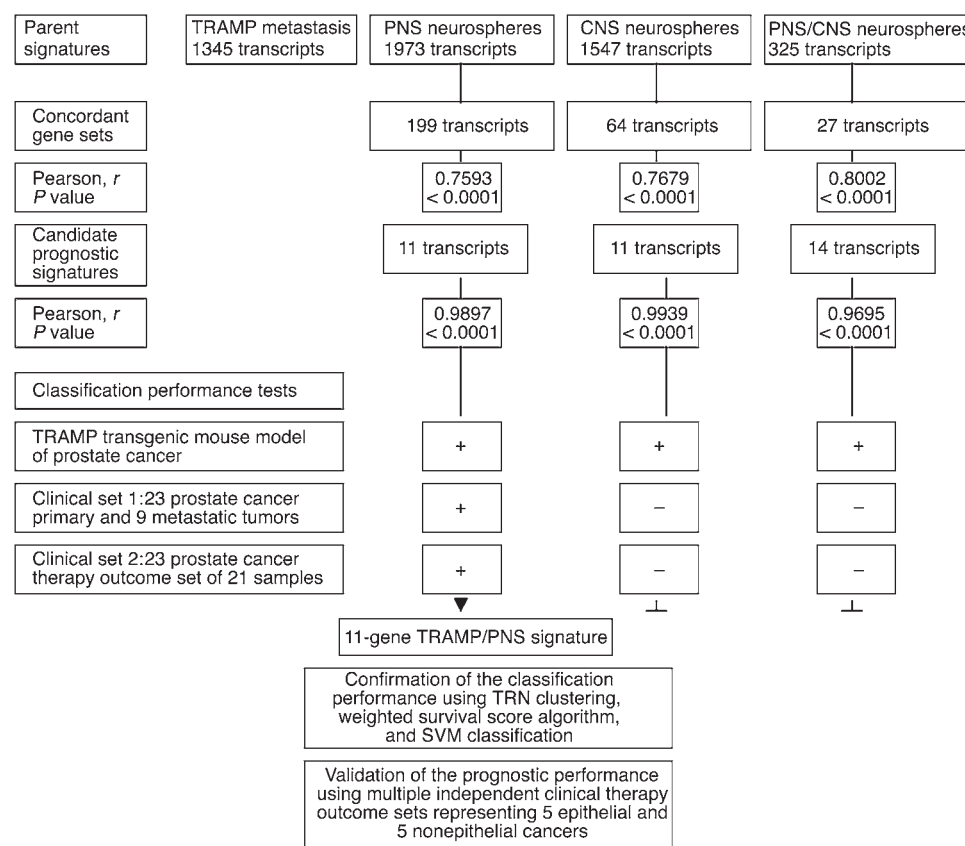 Parent
signatures
TRAMP metastasis
1345 transcripts
PNS neurospheres
1973 transcripts
CNS neurospheres
1547 transcripts
PNS/CNS neurospheres
325 transcripts
Concordant
gene sets
199 transcripts
64 transcripts
27 transcripts
Pearson, r
P value
0.7593
< 0.0001
0.7679
< 0.0001
0.8002
< 0.0001
Candidate
prognostic
signatures
11 transcripts
11 transcripts
14 transcripts
Pearson, r
P value
0.9897
< 0.0001
0.9939
< 0.0001
0.9695
< 0.0001
Classification performance tests
TRAMP transgenic mouse model
of prostate cancer
+
+
+
Clinical set 1:23 prostate cancer
primary and 9 metastatic tumors
+
−
−
Clinical set 2:23 prostate cancer
therapy outcome set of 21 samples
+
−
−
11-gene TRAMP/PNS signature
Confirmation of the classification
performance using TRN clustering,
weighted survival score algorithm,
and SVM classification
Validation of the prognostic performance
using multiple independent clinical therapy
outcome sets representing 5 epithelial and
5 nonepithelial cancers